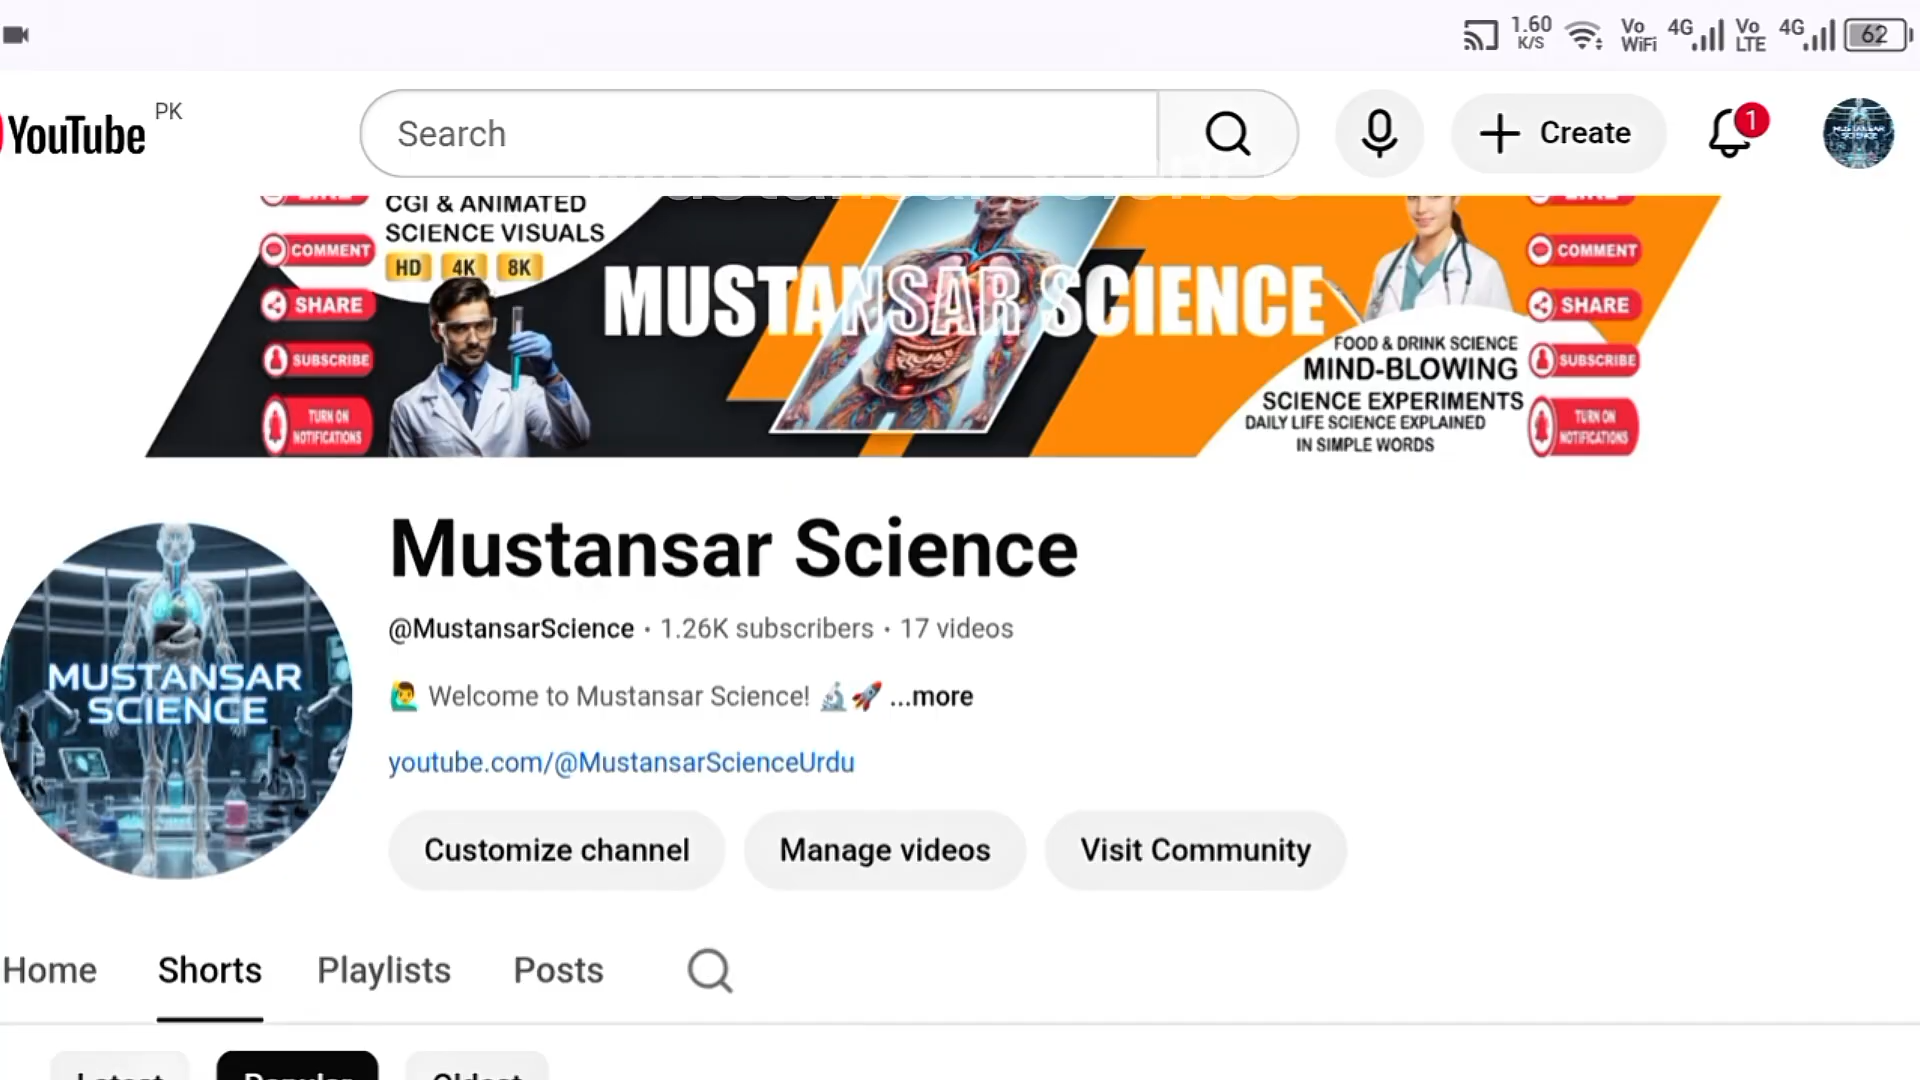 1.60
K/S
Vo
WiFi
4G
Vo
LTE
4G
62
YouTube PK
Search
Create
1
CGI & ANIMATED
SCIENCE VISUALS
HD 4K 8K
COMMENT
SHARE
SUBSCRIBE
TURN ON
NOTIFICATIONS
MUSTANSAR SCIENCE
LIKE
COMMENT
SHARE
SUBSCRIBE
TURN ON
NOTIFICATIONS
FOOD & DRINK SCIENCE
MIND-BLOWING
SCIENCE EXPERIMENTS
DAILY LIFE SCIENCE EXPLAINED
IN SIMPLE WORDS
MUSTANSAR
SCIENCE
Mustansar Science
@MustansarScience • 1.26K subscribers • 17 videos
Welcome to Mustansar Science! ...more
youtube.com/@MustansarScienceUrdu
Customize channel Manage videos Visit Community
Home Shorts Playlists Posts
Latest Popular Oldest